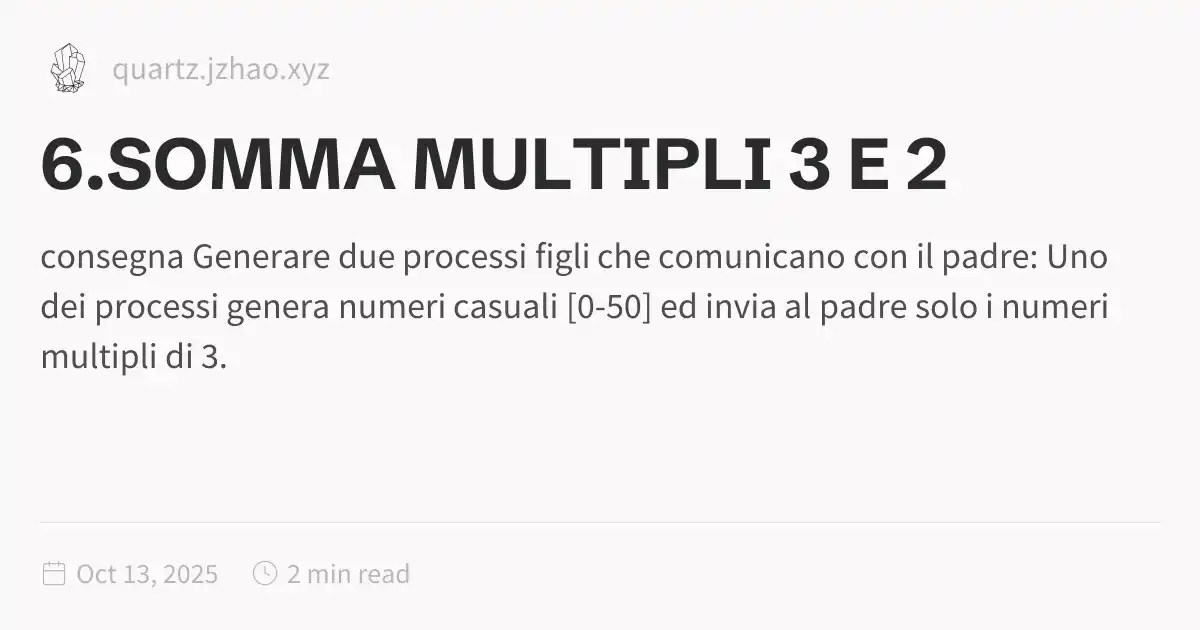 quartz.jzhao.xyz
6.SOMMA MULTIPLI 3 E 2
consegna Generare due processi figli che comunicano con il padre: Uno
dei processi genera numeri casuali [0-50] ed invia al padre solo i numeri
multipli di 3.
Oct 13, 2025 2 min read